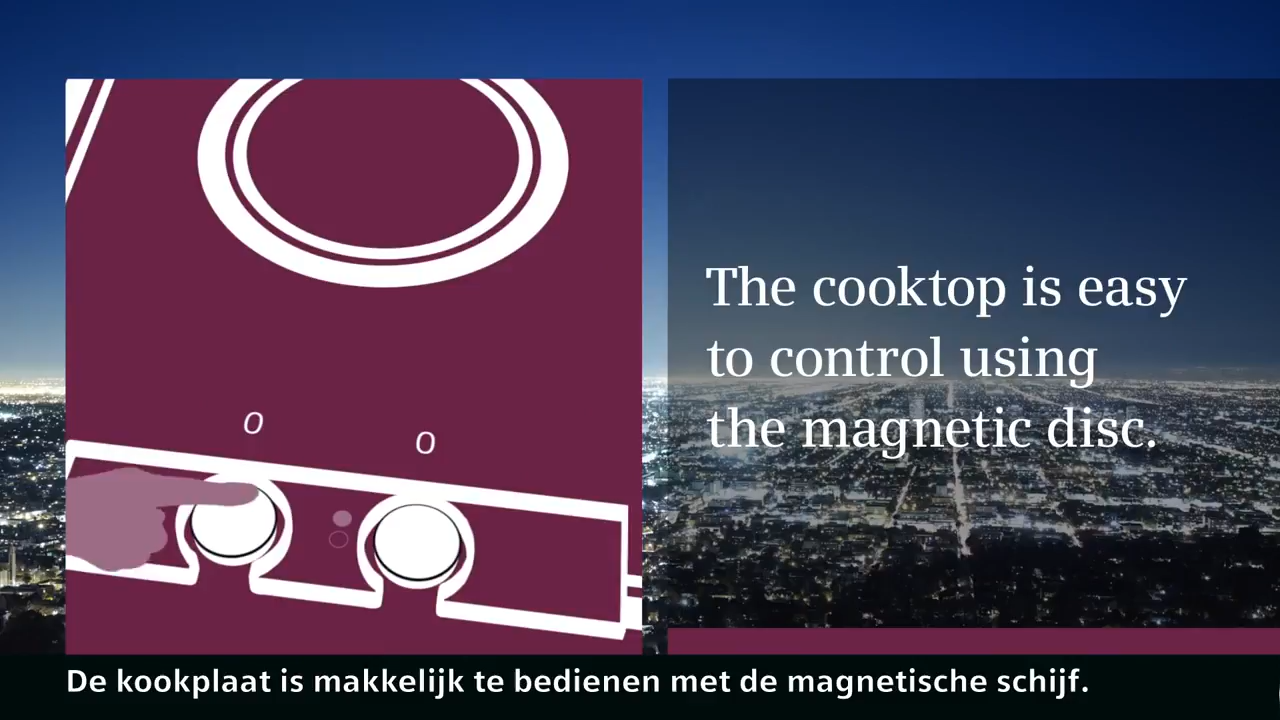 0
0
The cooktop is easy
to control using
the magnetic disc.
De kookplaat is makkelijk te bedienen met de magnetische schijf.